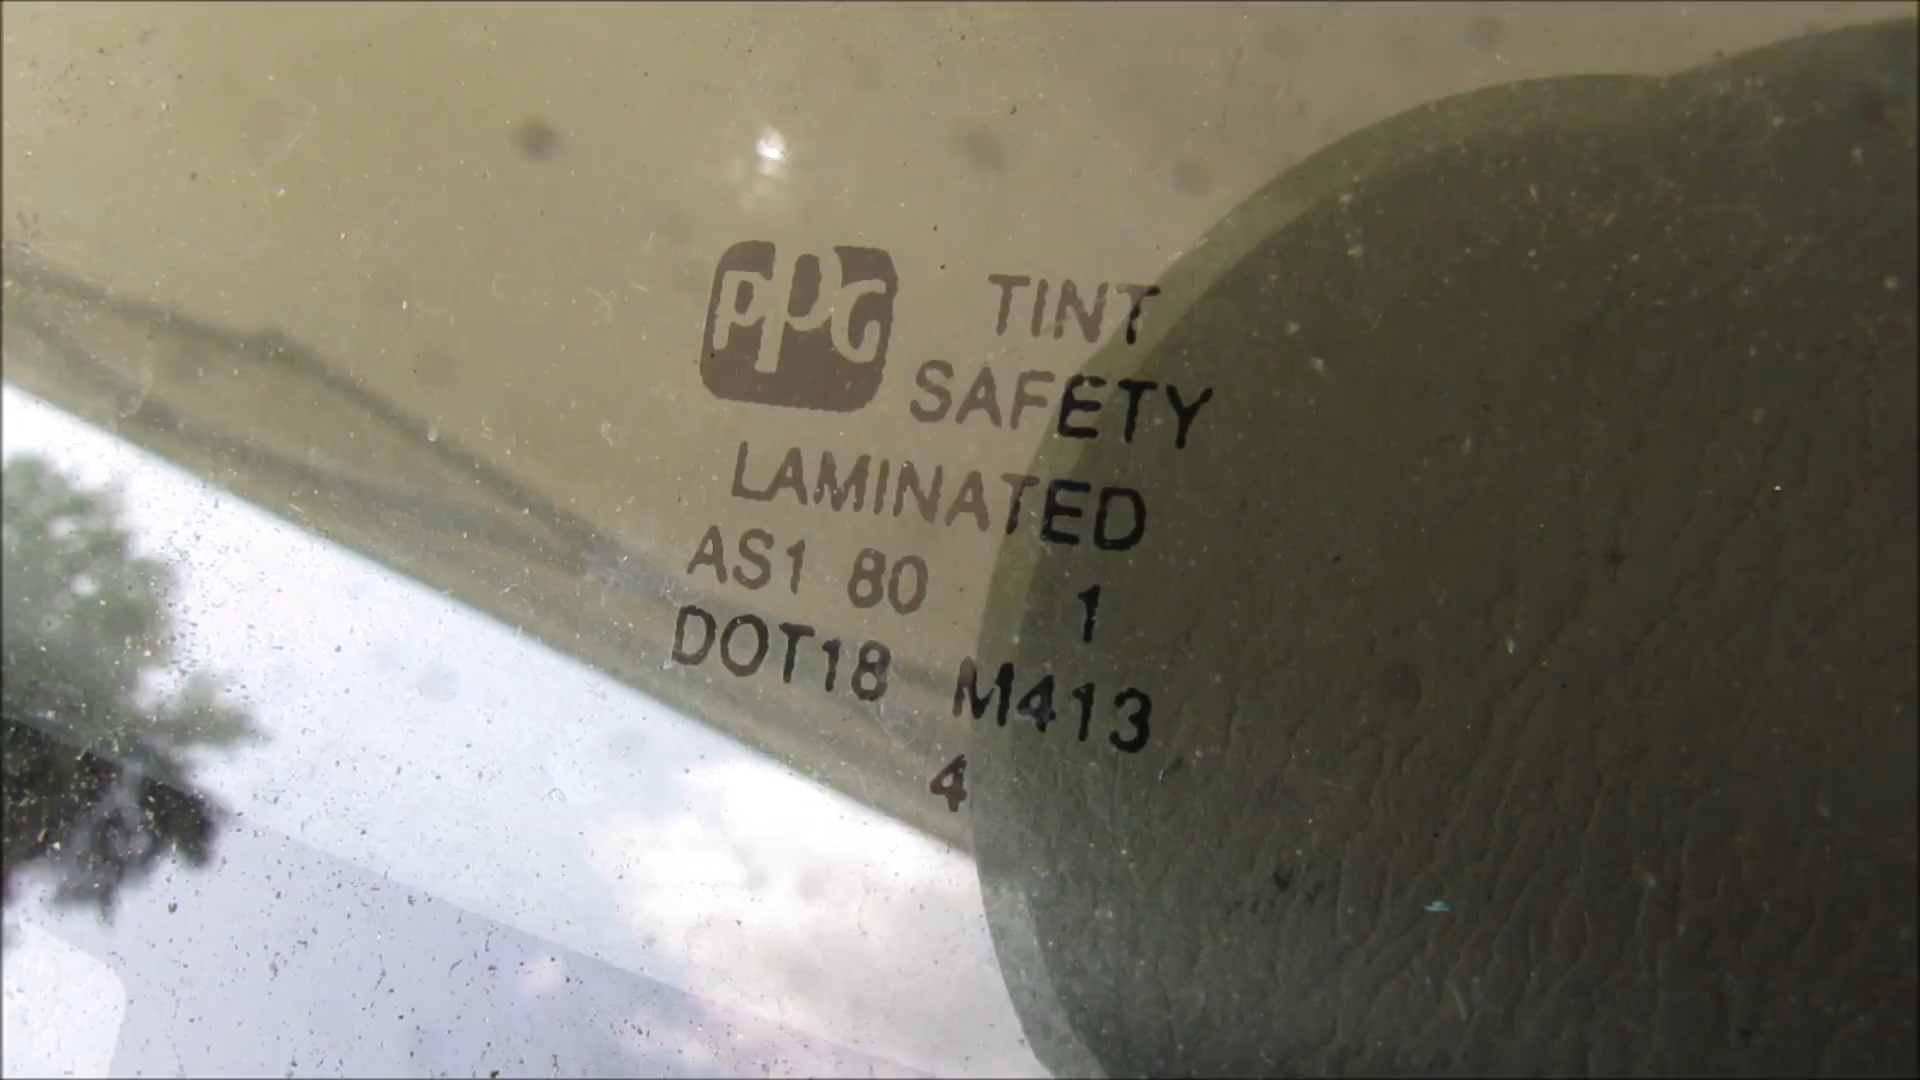 PPG TINT
SAFETY
LAMINATED
AS1 80 1
DOT18 M413
4